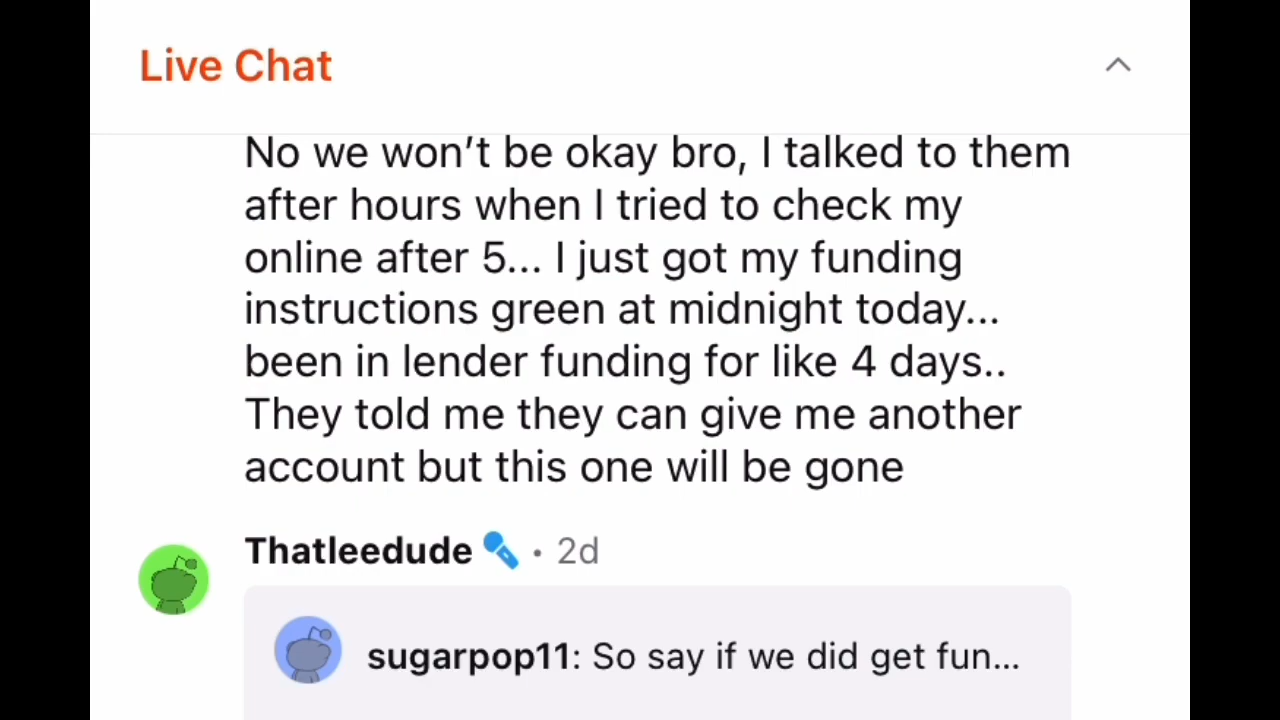 Live Chat
No we won't be okay bro, I talked to them
after hours when I tried to check my
online after 5... I just got my funding
instructions green at midnight today...
been in lender funding for like 4 days..
They told me they can give me another
account but this one will be gone
Thatleedude 🎤 • 2d
sugarpop11: So say if we did get fun...